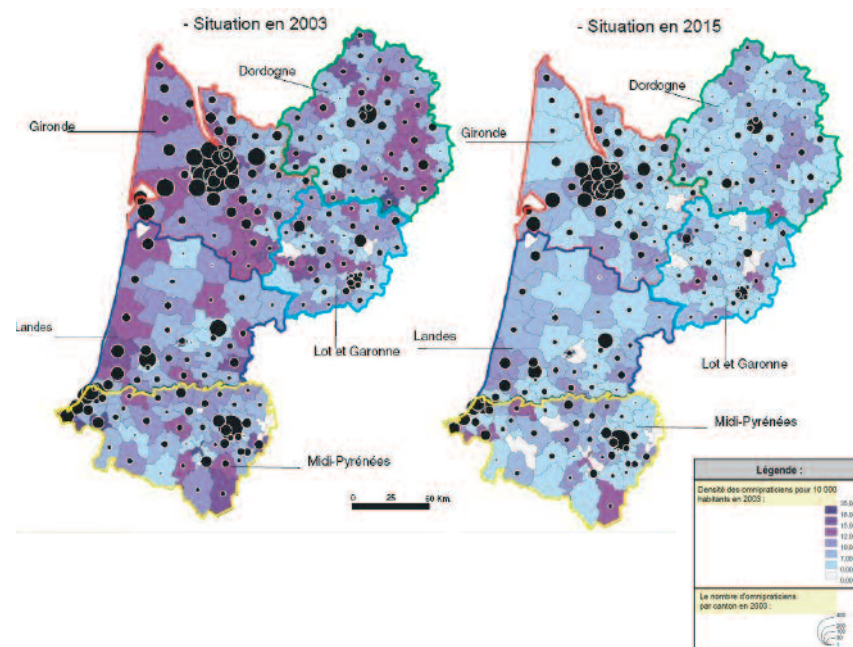 - Situation en 2003
- Situation en 2015
Dordogne
Dordogne
Gironde
Gironde
Landes
Landes
Lot et Garonne
Lot et Garonne
Midi-Pyrénées
Midi-Pyrénées
0 25 50 Km.
Légende :
Densité des omnipraticiens pour 10 000
habitants en 2003 :
Le nombre d'omnipraticiens
par canton en 2003 :